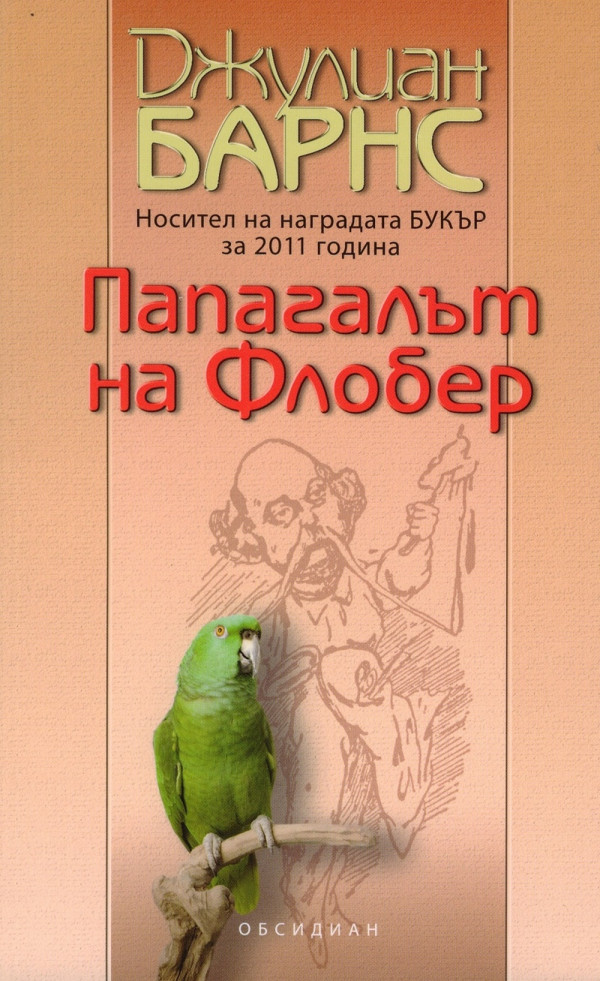 Джулиан
БАРНС
Носител на наградата БУКЪР
за 2011 година
Папагалът
на Флобер
ОБСИДИАН